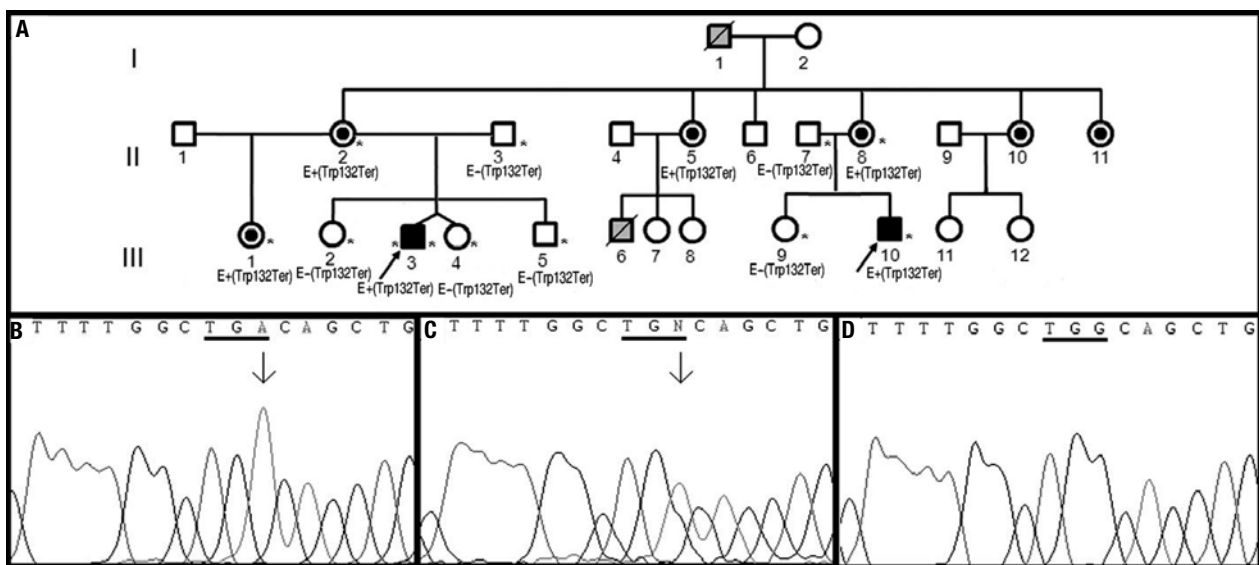 A
I
1 2
II
1 2 * 3 * 4 5 6 7 * 8 * 9 10 11
E+(Trp132Ter) E−(Trp132Ter) E+(Trp132Ter) E−(Trp132Ter) E+(Trp132Ter)
III
1 * 2 * * 3 * 4 * 5 * 6 7 8 9 * 10 * 11 12
E+(Trp132Ter) E−(Trp132Ter) E+(Trp132Ter) E−(Trp132Ter) E−(Trp132Ter) E−(Trp132Ter) E+(Trp132Ter)
B T T T T G G C T G A C A G C T G
C T T T T G G C T G N C A G C T G
D T T T T G G C T G G C A G C T G